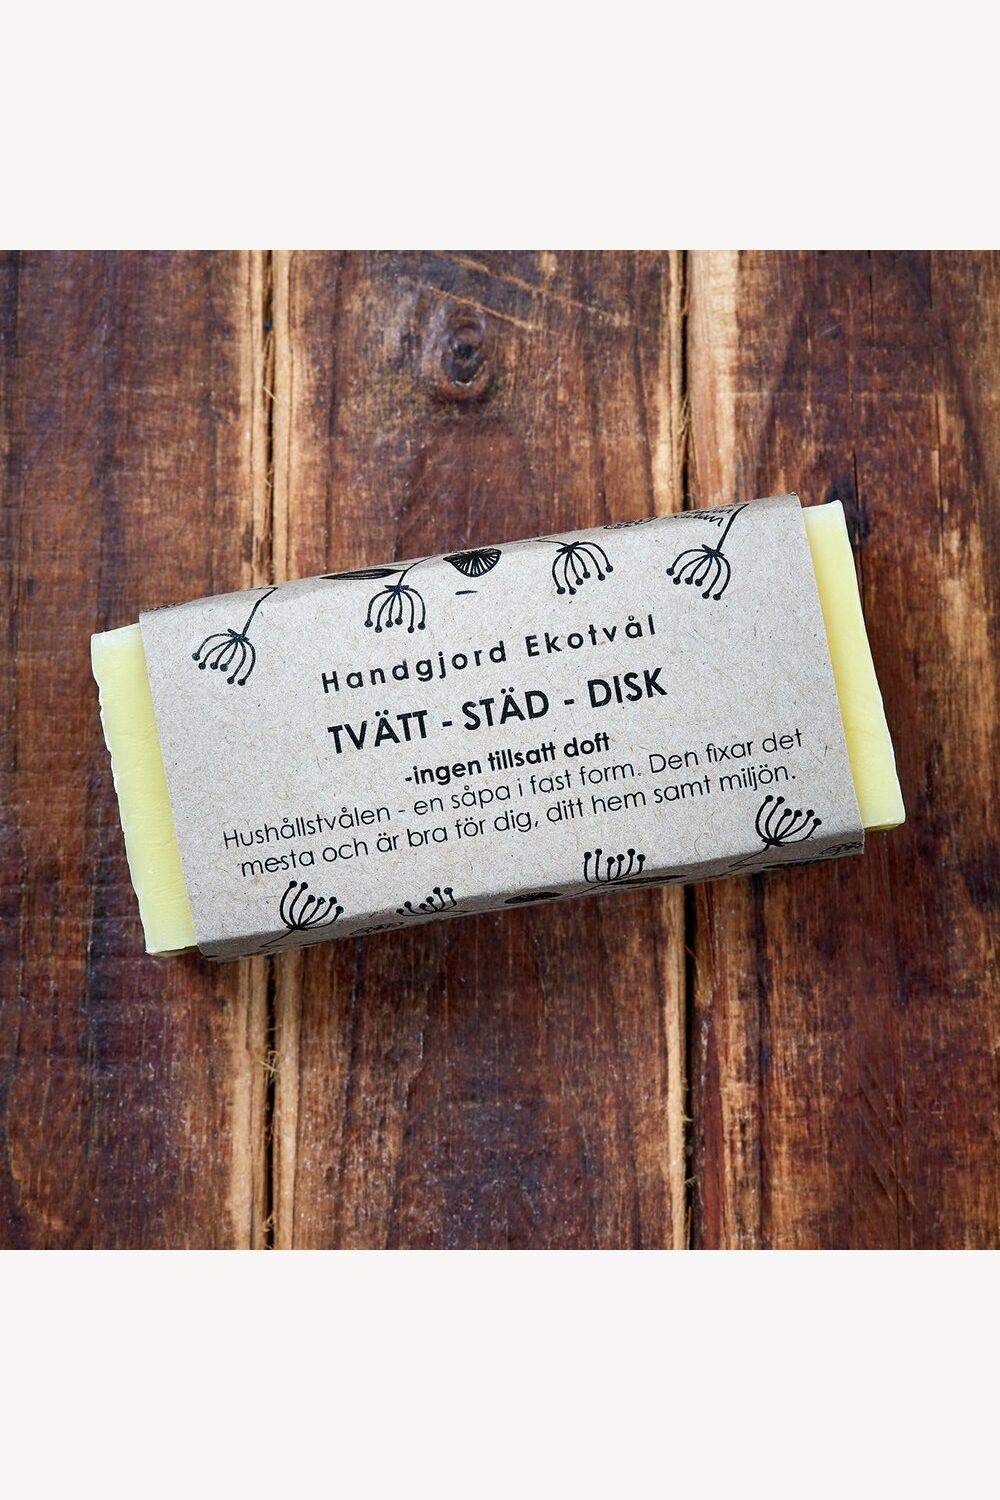 Handgjord Ekotvål
TVÄTT - STÄD - DISK
-ingen tillsatt doft
Hushållstvålen - en såpa i fast form. Den fixar det
mesta och är bra för dig, ditt hem samt miljön.